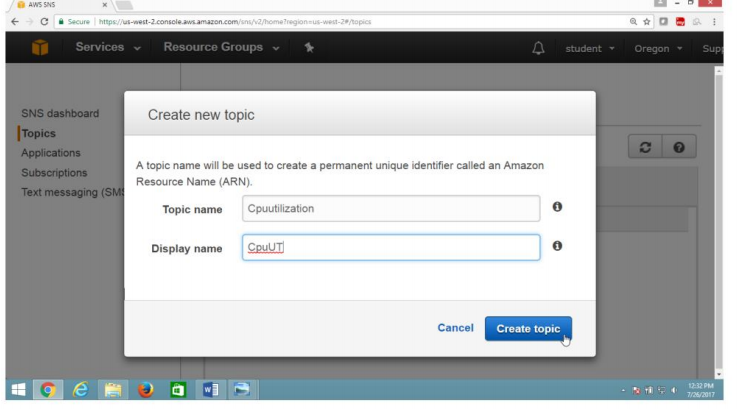 AWS SNS
Secure https://us-west-2.console.aws.amazon.com/sns/v2/home?region=us-west-2#/topics
Services Resource Groups student Oregon Supp
SNS dashboard
Topics
Applications
Subscriptions
Text messaging (SMS
Create new topic
A topic name will be used to create a permanent unique identifier called an Amazon
Resource Name (ARN).
Topic name Cpuutilization
Display name CpuUT
Cancel Create topic
12:32 PM
7/26/2017